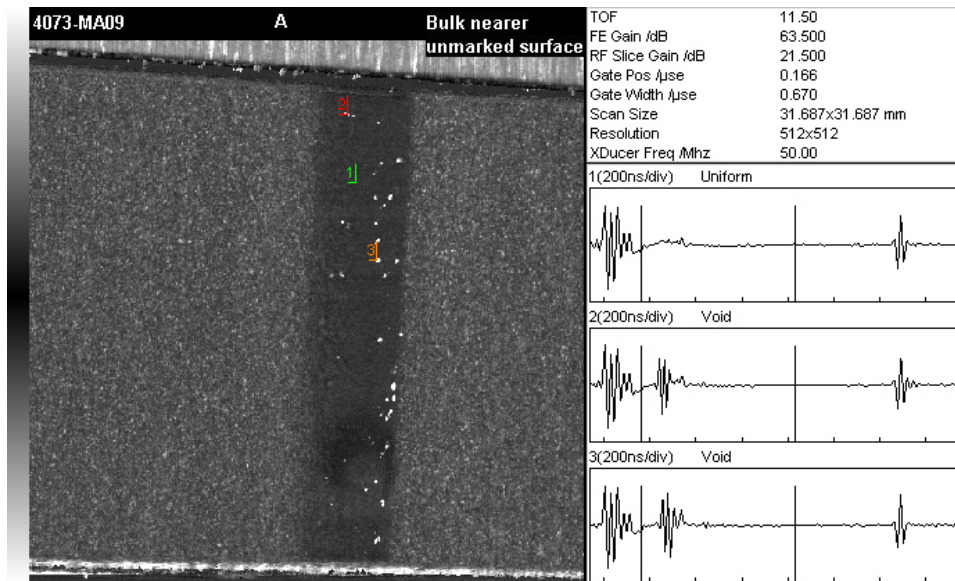 4073-MA09
A
Bulk nearer
unmarked surface
2
1
3
TOF 11.50
FE Gain /dB 63.500
RF Slice Gain /dB 21.500
Gate Pos /µse 0.166
Gate Width /µse 0.670
Scan Size 31.687x31.687 mm
Resolution 512x512
XDucer Freq /Mhz 50.00
1(200ns/div) Uniform
2(200ns/div) Void
3(200ns/div) Void